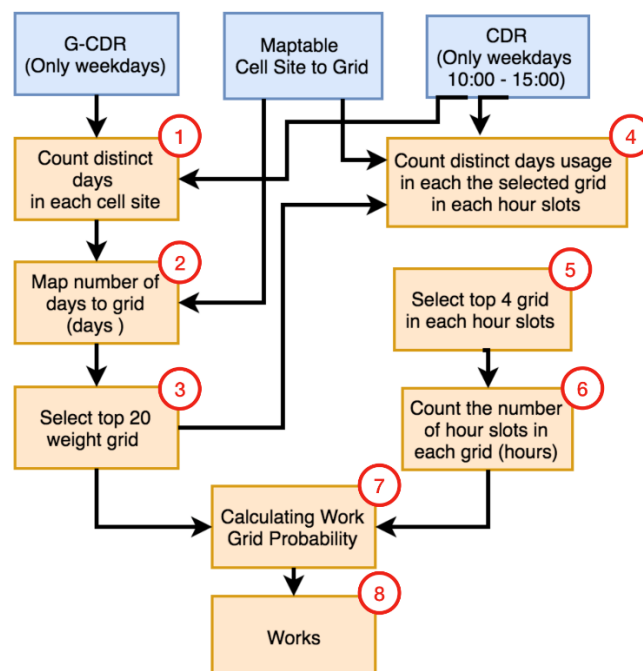 G-CDR
(Only weekdays)
Maptable
Cell Site to Grid
CDR
(Only weekdays
10:00 - 15:00)
1
Count distinct
days
in each cell site
4
Count distinct days usage
in each the selected grid
in each hour slots
2
Map number of
days to grid
(days )
5
Select top 4 grid
in each hour slots
3
Select top 20
weight grid
6
Count the number
of hour slots in
each grid (hours)
7
Calculating Work
Grid Probability
8
Works